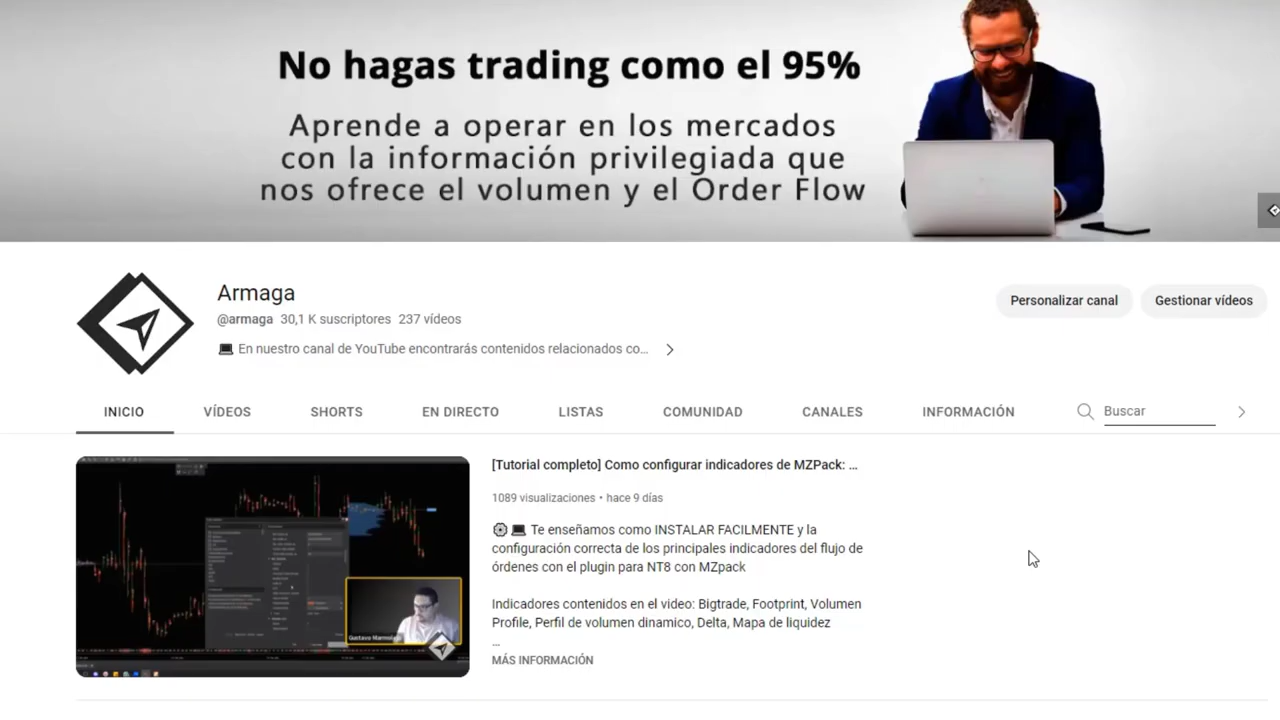 No hagas trading como el 95%
Aprende a operar en los mercados
con la información privilegiada que
nos ofrece el volumen y el Order Flow
Armaga
@armaga 30,1 K suscriptores 237 vídeos
En nuestro canal de YouTube encontrarás contenidos relacionados co...
Personalizar canal
Gestionar vídeos
INICIO
VÍDEOS
SHORTS
EN DIRECTO
LISTAS
COMUNIDAD
CANALES
INFORMACIÓN
Buscar
[Tutorial completo] Como configurar indicadores de MZPack: ...
1089 visualizaciones • hace 9 días
Te enseñamos como INSTALAR FACILMENTE y la
configuración correcta de los principales indicadores del flujo de
órdenes con el plugin para NT8 con MZpack
Indicadores contenidos en el video: Bigtrade, Footprint, Volumen
Profile, Perfil de volumen dinamico, Delta, Mapa de liquidez
...
MÁS INFORMACIÓN